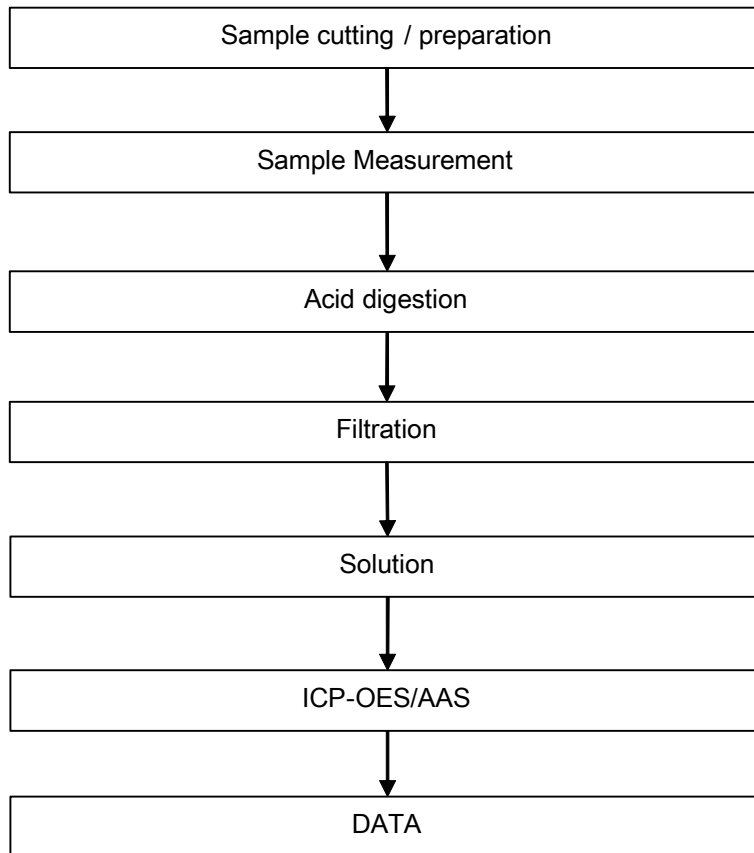 Sample cutting / preparation
Sample Measurement
Acid digestion
Filtration
Solution
ICP-OES/AAS
DATA